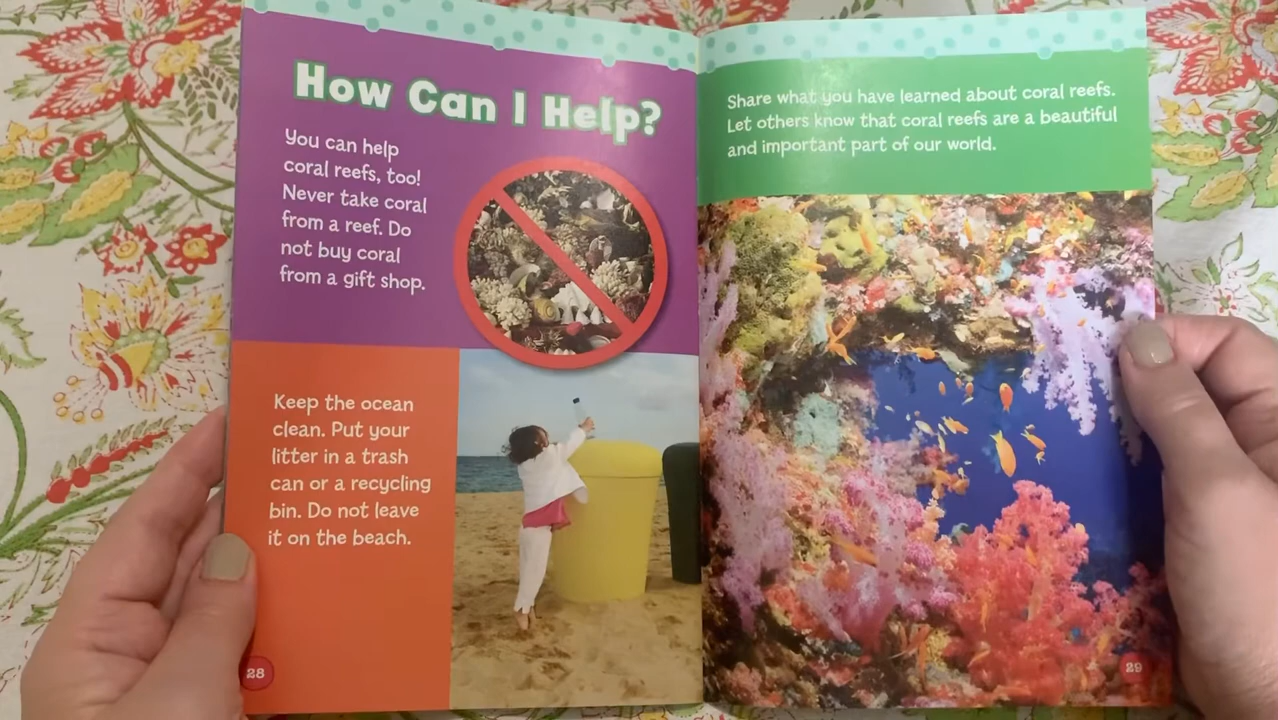 How Can I Help?
You can help
coral reefs, too!
Never take coral
from a reef. Do
not buy coral
from a gift shop.
Keep the ocean
clean. Put your
litter in a trash
can or a recycling
bin. Do not leave
it on the beach.
28
Share what you have learned about coral reefs.
Let others know that coral reefs are a beautiful
and important part of our world.
29